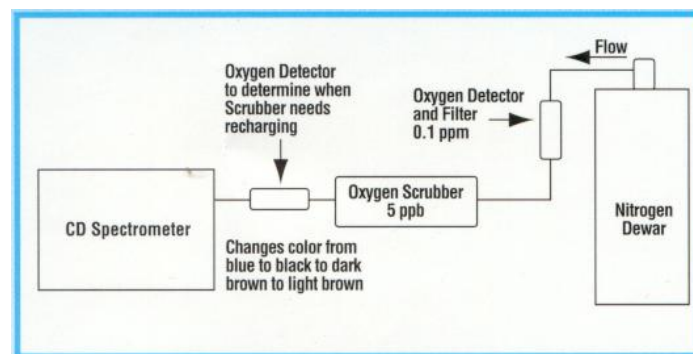 Flow
Oxygen Detector
to determine when
Scrubber needs
recharging
Oxygen Detector
and Filter
0.1 ppm
Oxygen Scrubber
5 ppb
CD Spectrometer
Nitrogen
Dewar
Changes color from
blue to black to dark
brown to light brown